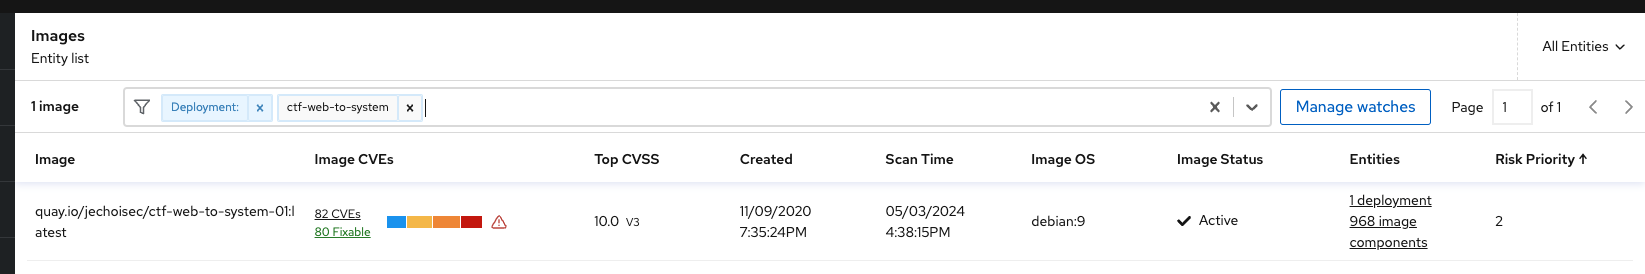 Images
Entity list
All Entities
1 image
Deployment:
ctf-web-to-system
Manage watches
Page 1 of 1
Image Image CVEs Top CVSS Created Scan Time Image OS Image Status Entities Risk Priority
quay.io/jechoisec/ctf-web-to-system-01:l
atest
82 CVEs
80 Fixable
10.0 V3
11/09/2020
7:35:24PM
05/03/2024
4:38:15PM
debian:9
Active
1 deployment
968 image
components
2